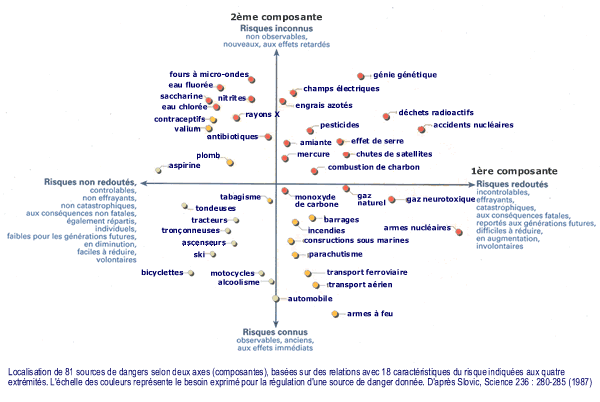 2ème composante
Risques inconnus
non observables,
nouveaux, aux effets retardés
fours à micro-ondes
génie génétique
eau fluorée
champs électriques
saccharine
nitrites
engrais azotés
eau chlorée
rayons X
déchets radioactifs
contraceptifs
valium
pesticides
accidents nucléaires
antibiotiques
amiante
effet de serre
plomb
mercure
chutes de satellites
aspirine
combustion de charbon
1ère composante
Risques non redoutés,
controlables,
non effrayants,
non catastrophiques,
aux conséquences non fatales,
également répartis,
individuels,
faibles pour les générations futures,
en diminution,
faciles à réduire,
volontaires
Risques redoutés
incontrolables,
effrayants,
catastrophiques,
aux conséquences fatales,
reportés aux générations futures,
difficiles à réduire,
en augmentation,
involontaires
tabagisme
monoxyde
de carbone
gaz
naturel
gaz neurotoxique
tondeuses
tracteurs
barrages
tronçonneuses
incendies
armes nucléaires
ascenseurs
consructions sous marines
ski
parachutisme
bicyclettes
motocycles
transport ferroviaire
alcoolisme
transport aérien
automobile
armes à feu
Risques connus
observables, anciens,
aux effets immédiats
Localisation de 81 sources de dangers selon deux axes (composantes), basées sur des relations avec 18 caractéristiques du risque indiquées aux quatre
extrémités. L'échelle des couleurs représente le besoin exprimé pour la régulation d'une source de danger donnée. D'après Slovic, Science 236 : 280-285 (1987)